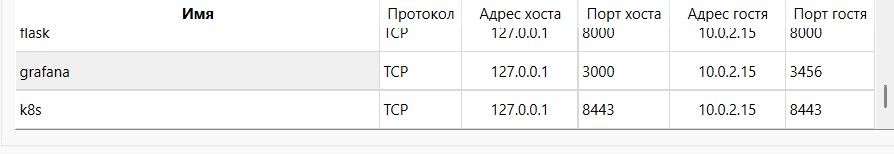 Имя Протокол Адрес хоста Порт хоста Адрес гостя Порт гостя
flask TCP 127.0.0.1 8000 10.0.2.15 8000
grafana TCP 127.0.0.1 3000 10.0.2.15 3456
k8s TCP 127.0.0.1 8443 10.0.2.15 8443